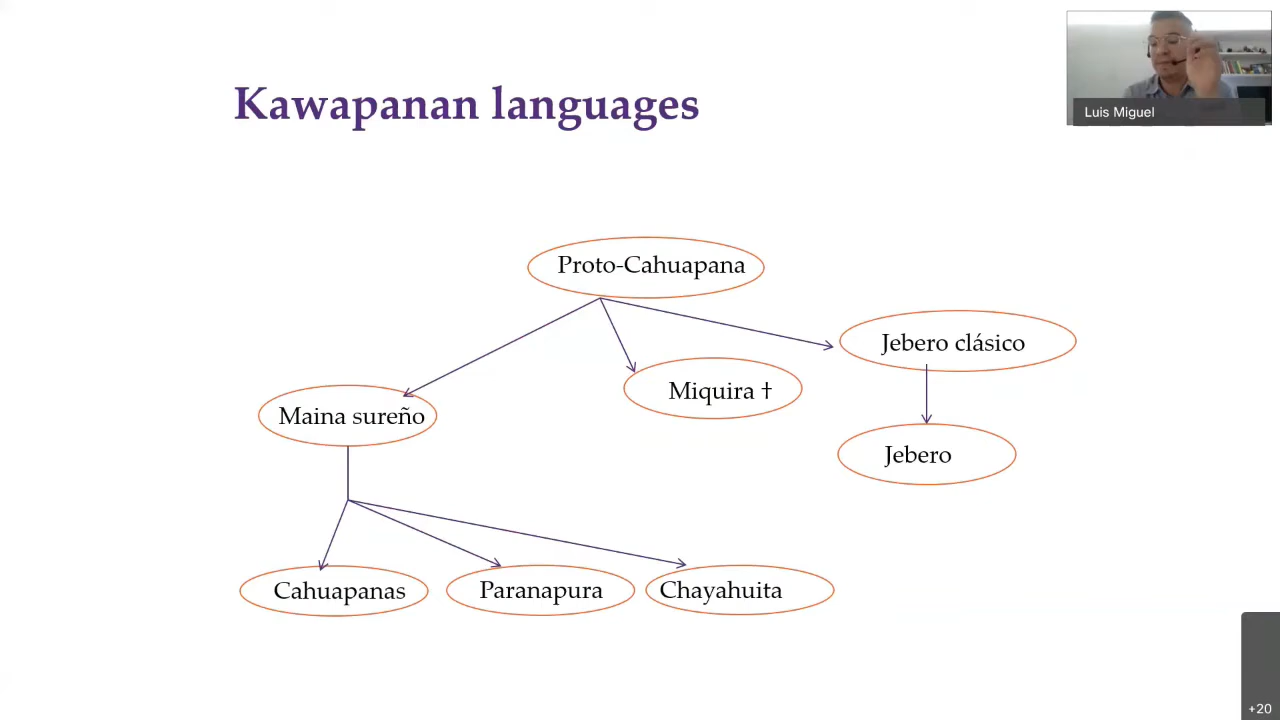 Kawapanan languages
Luis Miguel
Proto-Cahuapana
Jebero clásico
Miquira †
Maina sureño
Jebero
Cahuapanas
Paranapura
Chayahuita
+20